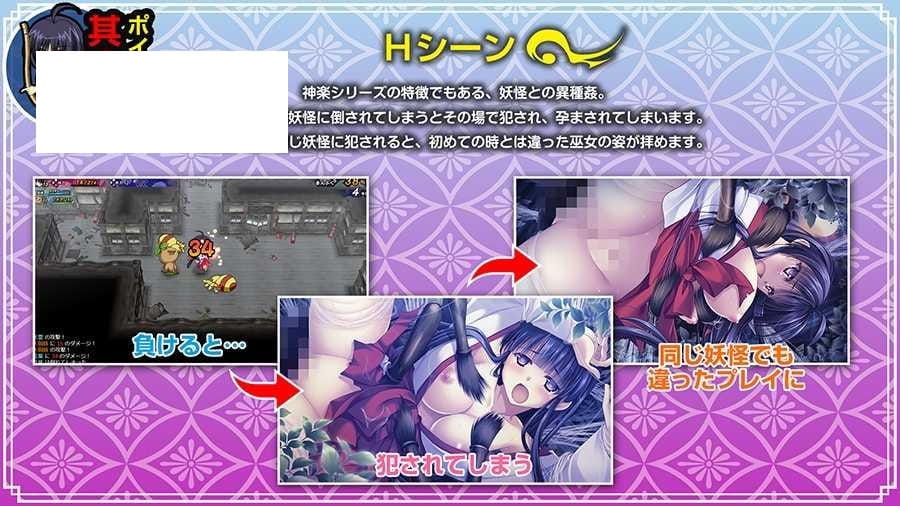 其
ポイ
Hシーン
神楽シリーズの特徴でもある、妖怪との異種姦。
妖怪に倒されてしまうとその場で犯され、孕まされてしまいます。
じ妖怪に犯されると、初めての時とは違った巫女の姿が拝めます。
34
負けると…
犯されてしまう
同じ妖怪でも
違ったプレイに